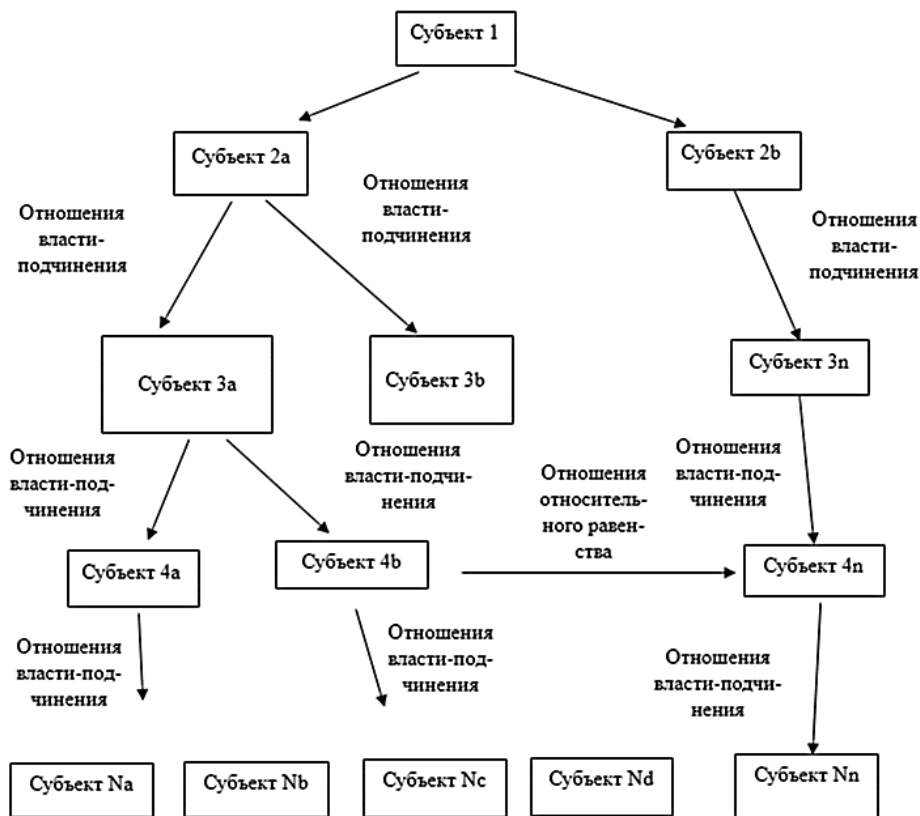 Субъект 1
Субъект 2a
Субъект 2b
Отношения
власти-
подчинения
Отношения
власти-
подчинения
Отношения
власти-
подчинения
Субъект 3a
Субъект 3b
Субъект 3n
Отношения
власти-под-
чинения
Отношения
власти-подчи-
нения
Отношения
относитель-
ного равен-
ства
Отношения
власти-под-
чинения
Субъект 4a
Субъект 4b
Субъект 4n
Отношения
власти-под-
чинения
Отношения
власти-под-
чинения
Отношения
власти-подчи-
нения
Субъект Na
Субъект Nb
Субъект Nc
Субъект Nd
Субъект Nn